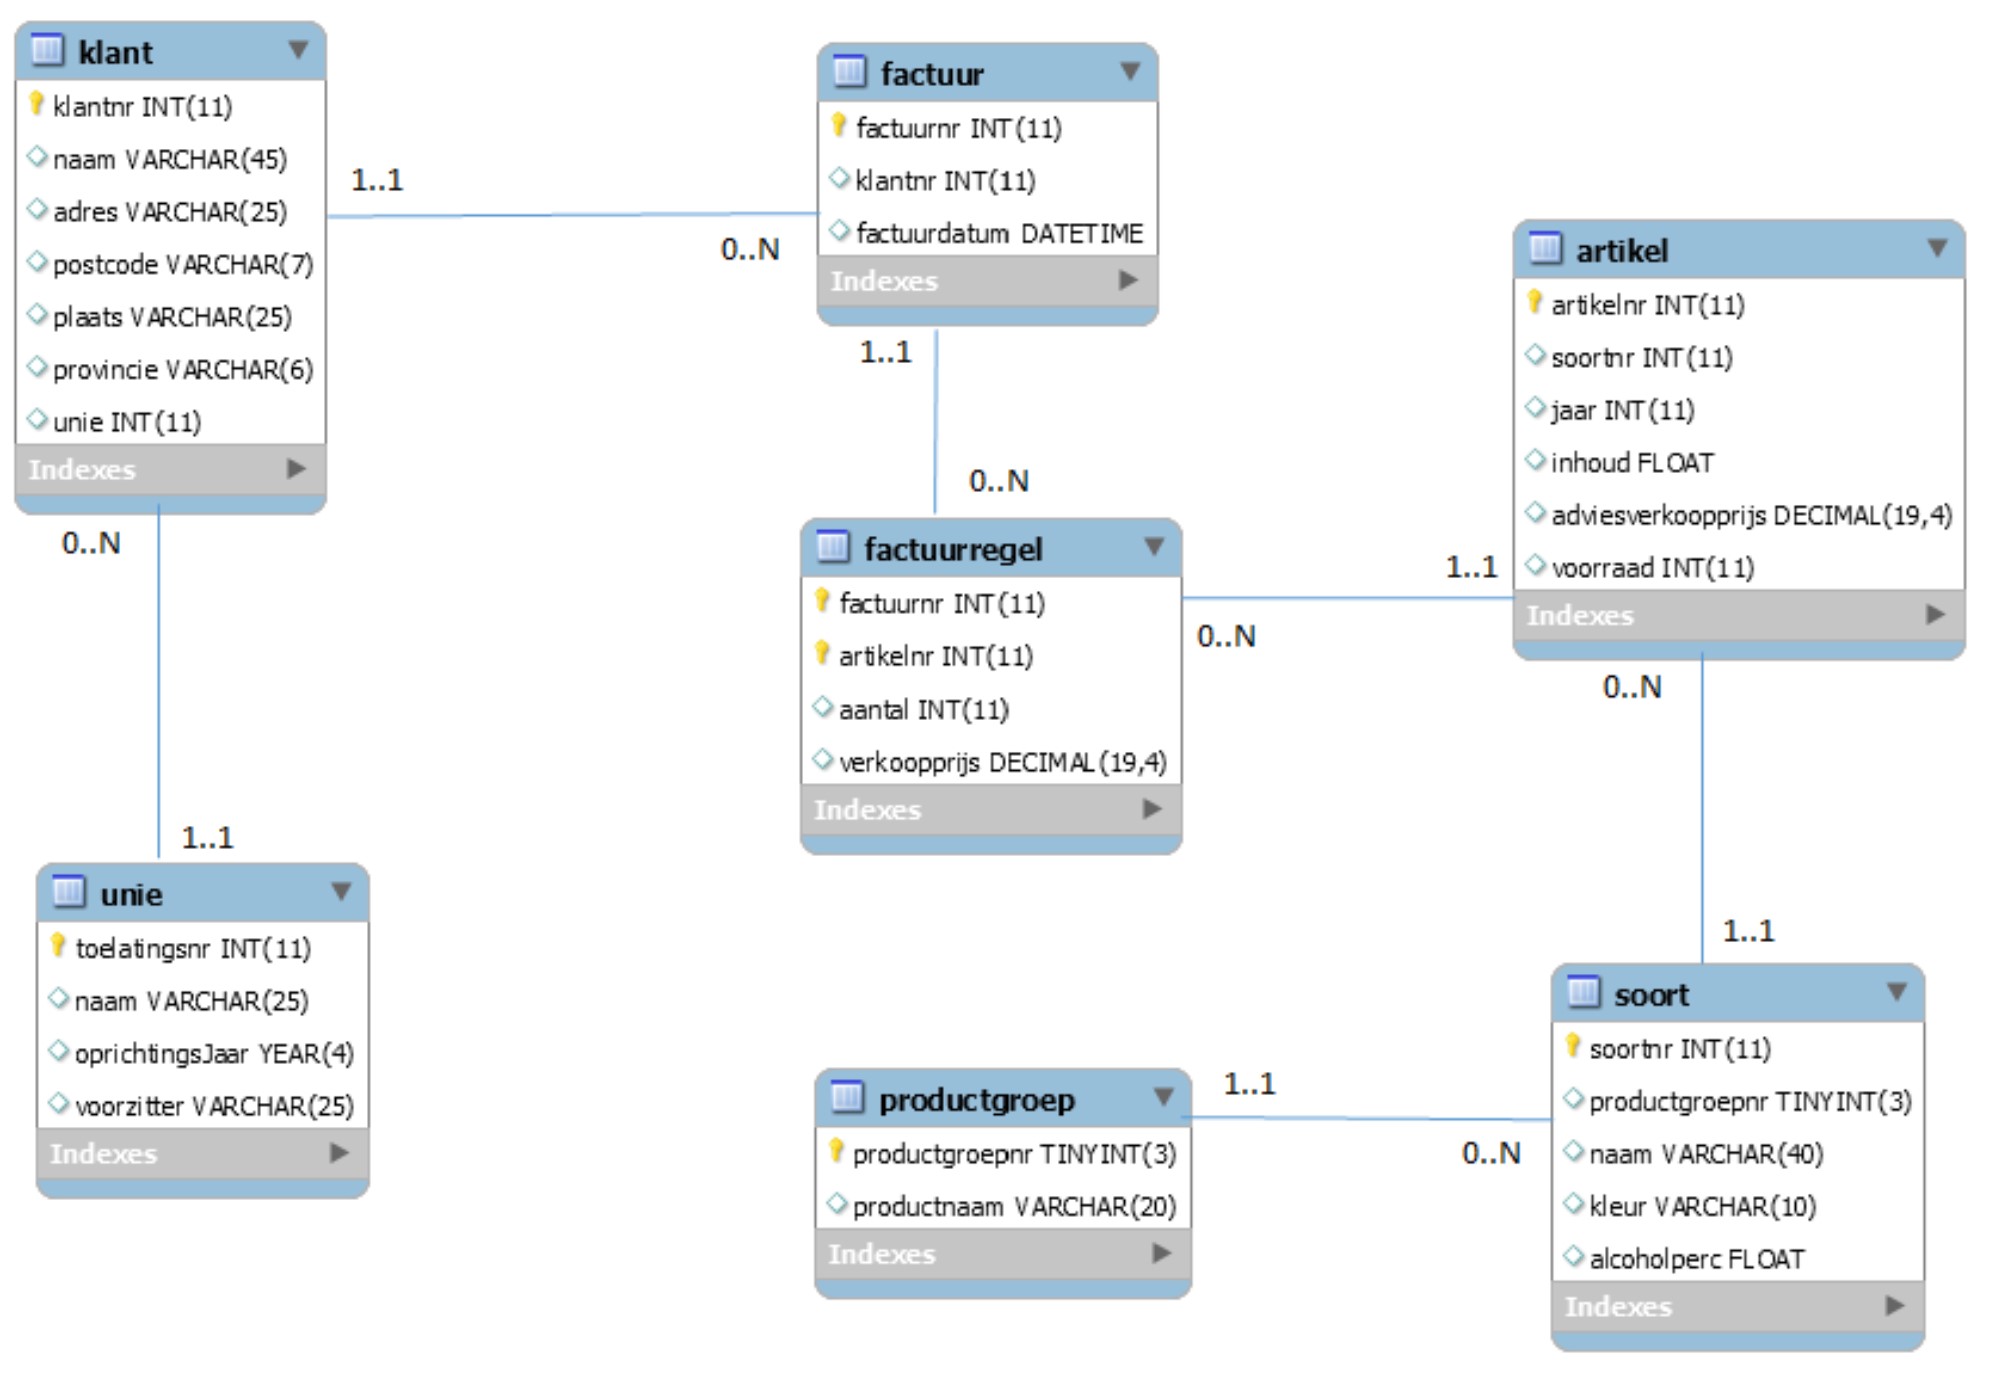 klant
klantnr INT(11)
naam VARCHAR(45)
adres VARCHAR(25)
postcode VARCHAR(7)
plaats VARCHAR(25)
provincie VARCHAR(6)
unie INT(11)
Indexes
1..1
0..N
factuur
factuurnr INT(11)
klantnr INT(11)
factuurdatum DATETIME
Indexes
1..1
0..N
artikel
artikelnr INT(11)
soortnr INT(11)
jaar INT(11)
inhoud FLOAT
adviesverkoopprijs DECIMAL(19,4)
voorraad INT(11)
Indexes
factuurregel
factuurnr INT(11)
artikelnr INT(11)
aantal INT(11)
verkoopprijs DECIMAL(19,4)
Indexes
1..1
0..N
0..N
1..1
0..N
1..1
unie
toelatingsnr INT(11)
naam VARCHAR(25)
oprichtingsJaar YEAR(4)
voorzitter VARCHAR(25)
Indexes
productgroep
productgroepnr TINYINT(3)
productnaam VARCHAR(20)
Indexes
1..1
0..N
soort
soortnr INT(11)
productgroepnr TINYINT(3)
naam VARCHAR(40)
kleur VARCHAR(10)
alcoholperc FLOAT
Indexes